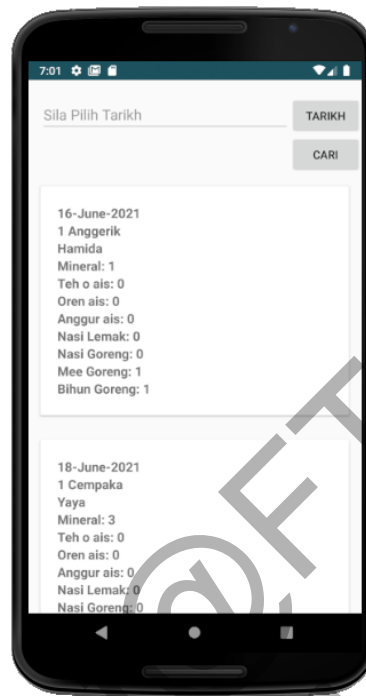 7:01
Sila Pilih Tarikh
TARIKH
CARI
16-June-2021
1 Anggerik
Hamida
Mineral: 1
Teh o ais: 0
Oren ais: 0
Anggur ais: 0
Nasi Lemak: 0
Nasi Goreng: 0
Mee Goreng: 1
Bihun Goreng: 1
18-June-2021
1 Cempaka
Yaya
Mineral: 3
Teh o ais: 0
Oren ais: 0
Anggur ais: 0
Nasi Lemak: 0
Nasi Goreng: 0
@FT